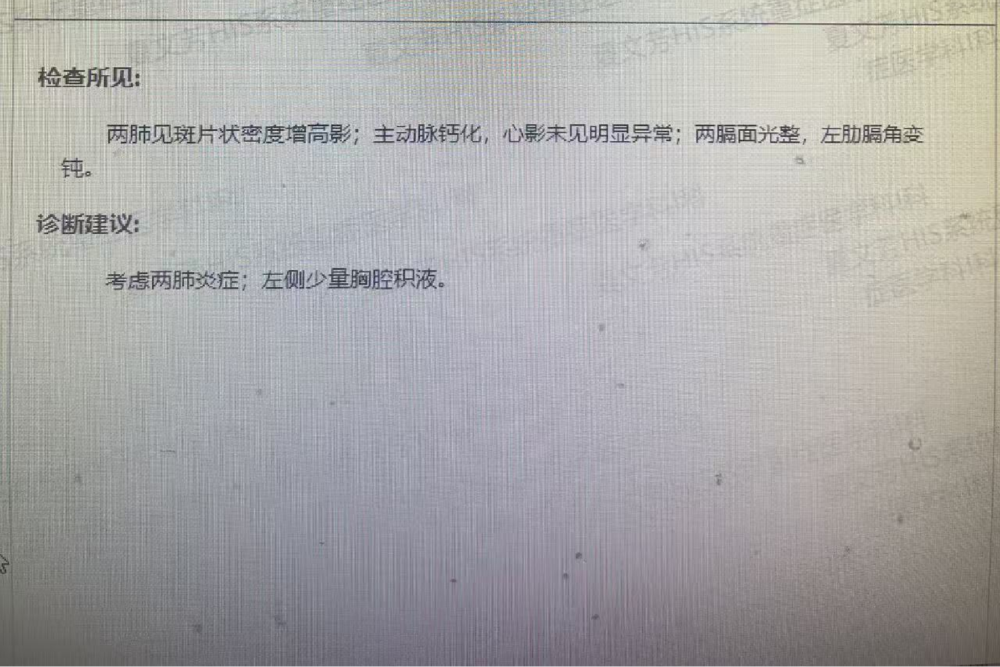 检查所见:
两肺见斑片状密度增高影；主动脉钙化，心影未见明显异常；两膈面光整，左肋膈角变
钝。
诊断建议:
考虑两肺炎症；左侧少量胸腔积液。